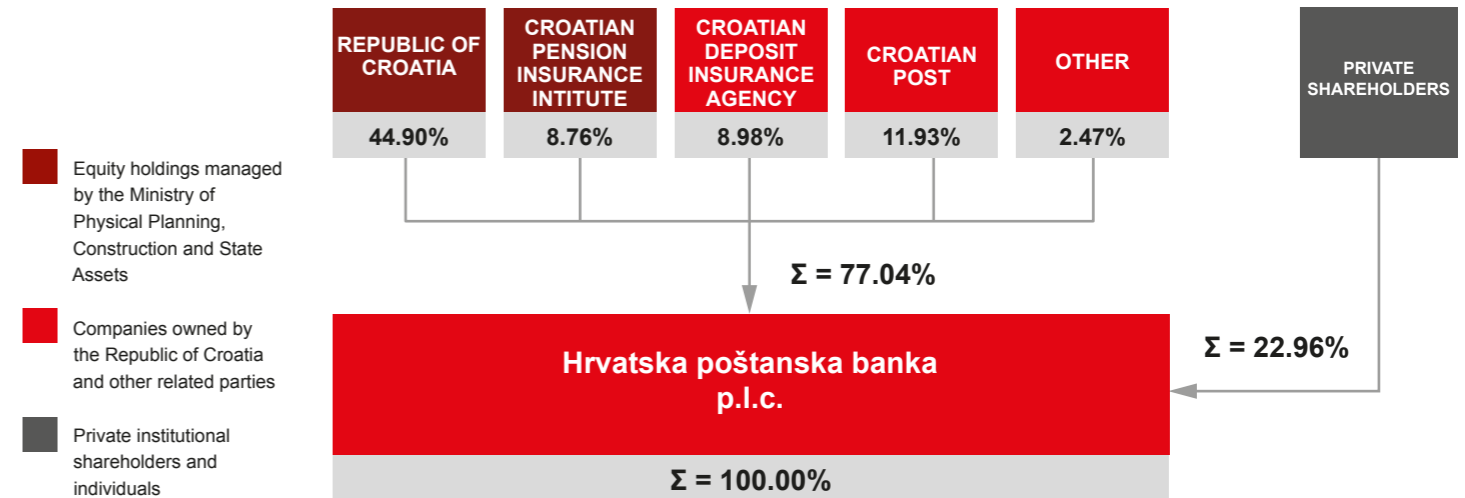 REPUBLIC OF
CROATIA
44.90%
CROATIAN
PENSION
INSURANCE
INTITUTE
8.76%
CROATIAN
DEPOSIT
INSURANCE
AGENCY
8.98%
CROATIAN
POST
11.93%
OTHER
2.47%
PRIVATE
SHAREHOLDERS
Equity holdings managed
by the Ministry of
Physical Planning,
Construction and State
Assets
Companies owned by
the Republic of Croatia
and other related parties
Private institutional
shareholders and
individuals
Σ = 77.04%
Σ = 22.96%
Hrvatska poštanska banka
p.l.c.
Σ = 100.00%